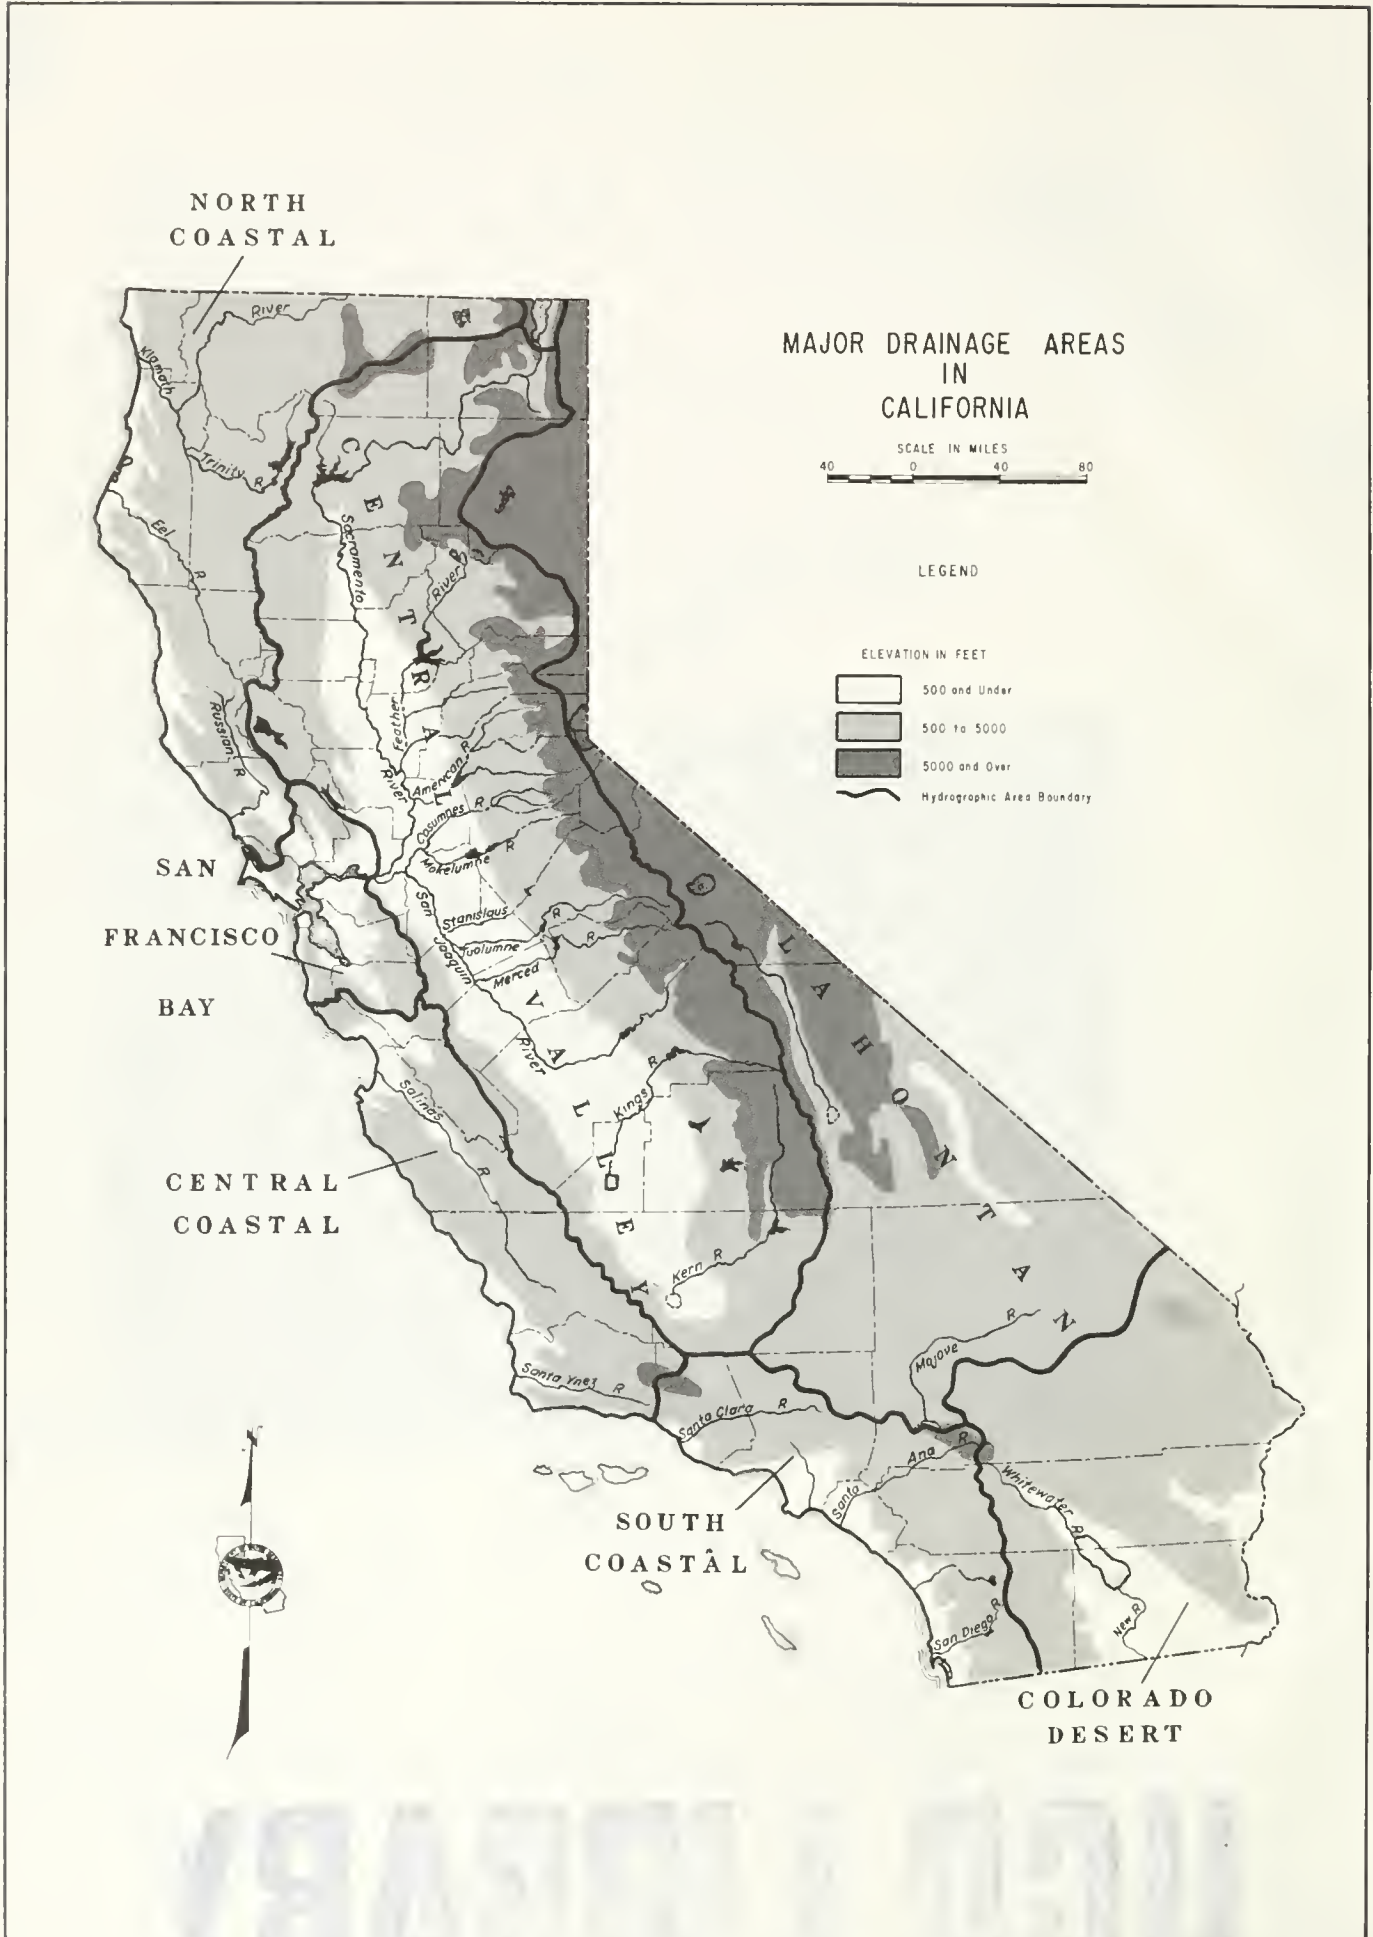 NORTH
COASTAL
MAJOR DRAINAGE AREAS
IN
CALIFORNIA
SCALE IN MILES
40 0 40 80
LEGEND
ELEVATION IN FEET
500 and Under
500 to 5000
5000 and Over
Hydrographic Area Boundary
River
Klamath
Trinity R
Eel R
Sacramento
River
River
Feather
Russian R
American R
Cosumnes R
Mokelumne R
San Joaquin
River
Stanislaus R
Tuolumne R
Merced
Kings R
Kern R
Salinas R
Santa Ynez R
Santa Clara R
Santa Ana R
Mojave R
Whitewater R
New R
San Diego R
CENTRAL
VALLEY
LAHONTAN
SAN
FRANCISCO
BAY
CENTRAL
COASTAL
SOUTH
COASTAL
COLORADO
DESERT